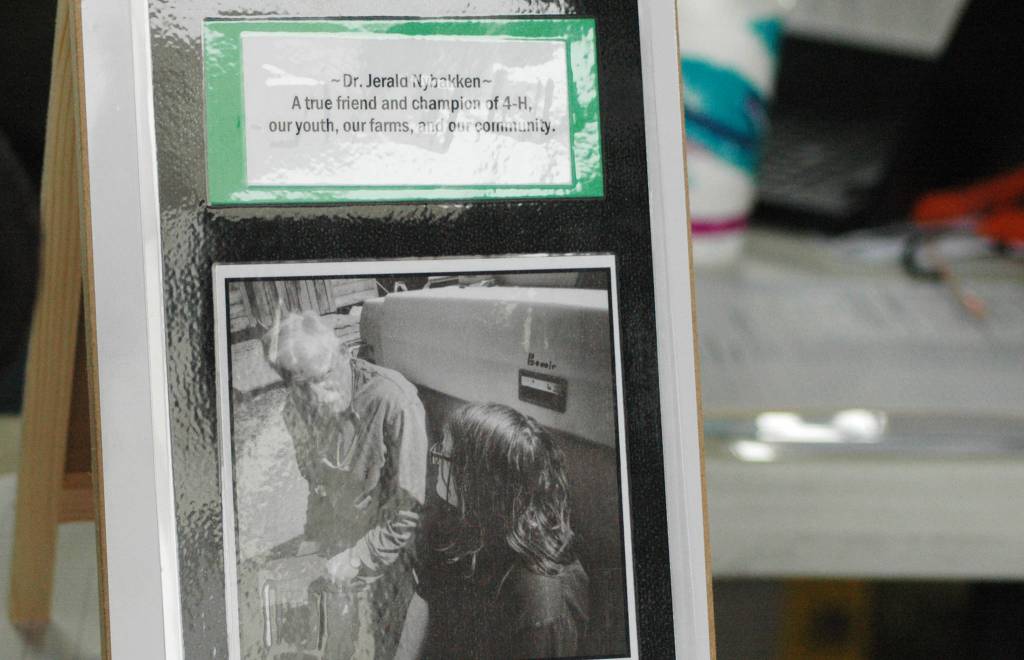 ~Dr. Jerald Nybakken~
A true friend and champion of 4-H,
our youth, our farms, and our community.